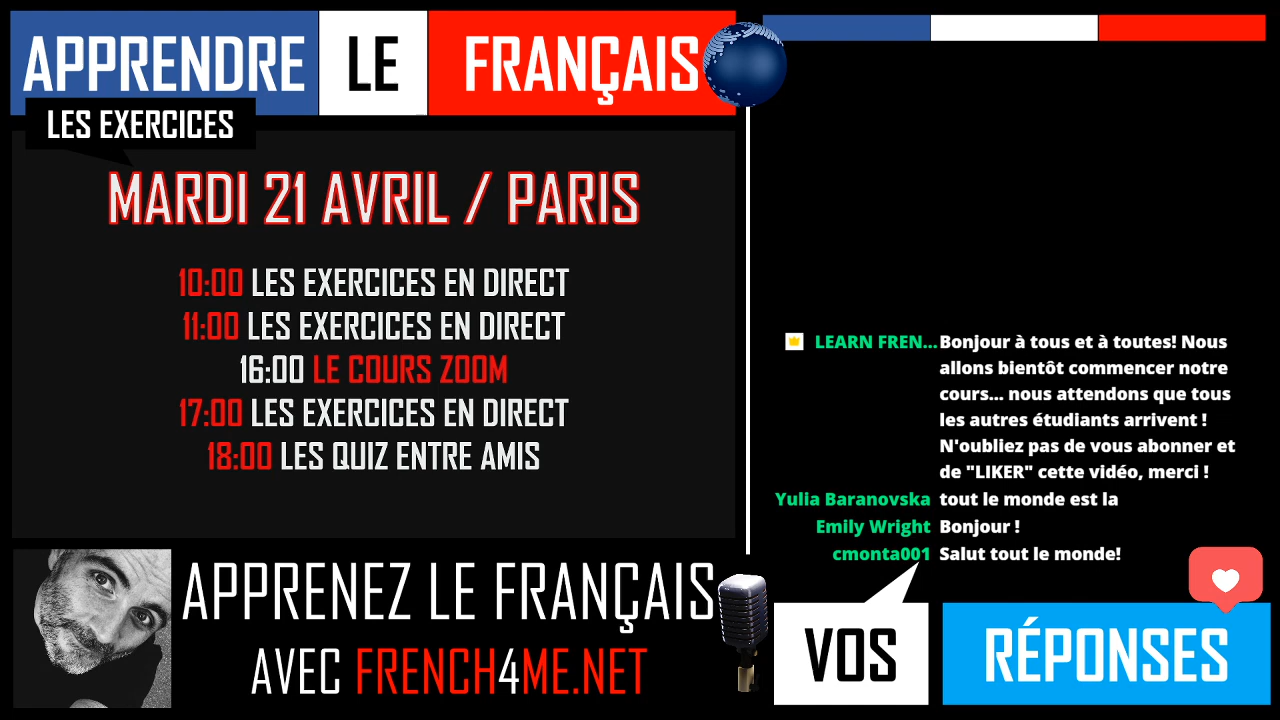 APPRENDRE LE FRANÇAIS
LES EXERCICES
MARDI 21 AVRIL / PARIS
10:00 LES EXERCICES EN DIRECT
11:00 LES EXERCICES EN DIRECT
16:00 LE COURS ZOOM
17:00 LES EXERCICES EN DIRECT
18:00 LES QUIZ ENTRE AMIS
APPRENEZ LE FRANÇAIS
AVEC FRENCH4ME.NET
LEARN FREN... Bonjour à tous et à toutes! Nous
allons bientôt commencer notre
cours... nous attendons que tous
les autres étudiants arrivent !
N'oubliez pas de vous abonner et
de "LIKER" cette vidéo, merci !
Yulia Baranovska tout le monde est la
Emily Wright Bonjour !
cmonta001 Salut tout le monde!
VOS RÉPONSES